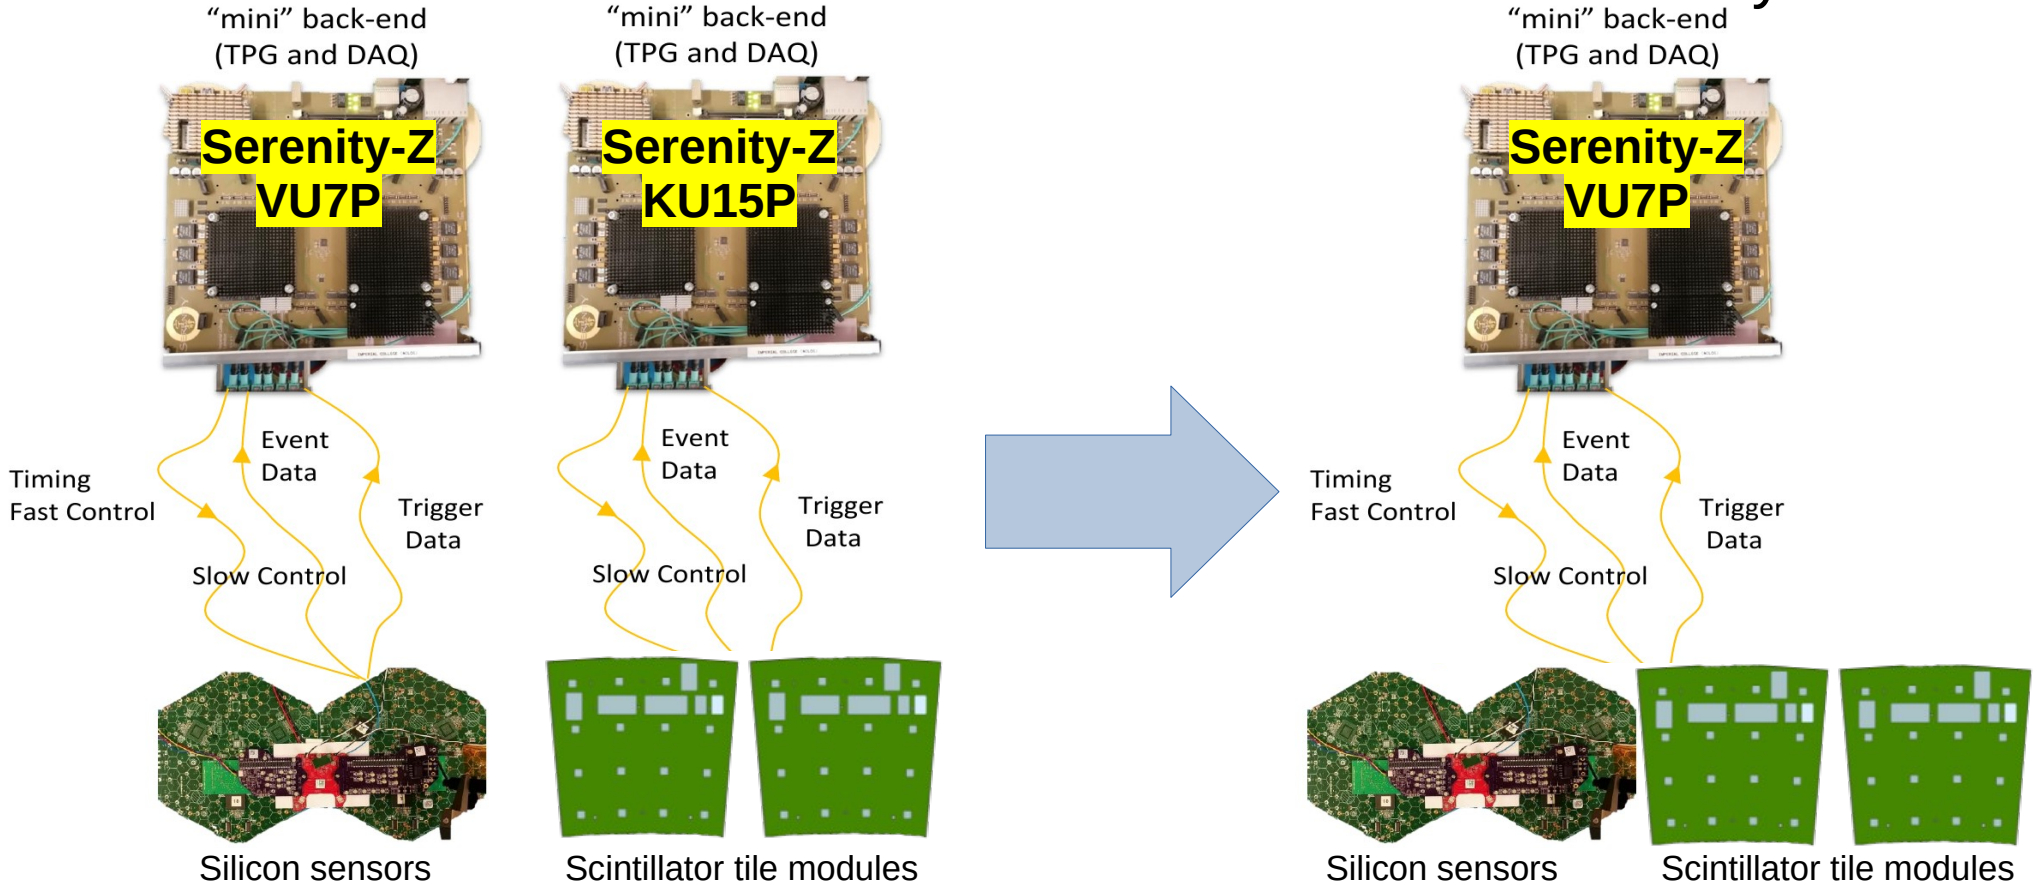 “mini” back-end
(TPG and DAQ)
Serenity-Z
VU7P
Event
Data
Timing
Fast Control
Trigger
Data
Slow Control
Silicon sensors
“mini” back-end
(TPG and DAQ)
Serenity-Z
KU15P
Event
Data
Trigger
Data
Slow Control
Scintillator tile modules
“mini” back-end
(TPG and DAQ)
Serenity-Z
VU7P
Event
Data
Timing
Fast Control
Trigger
Data
Slow Control
Silicon sensors
Scintillator tile modules